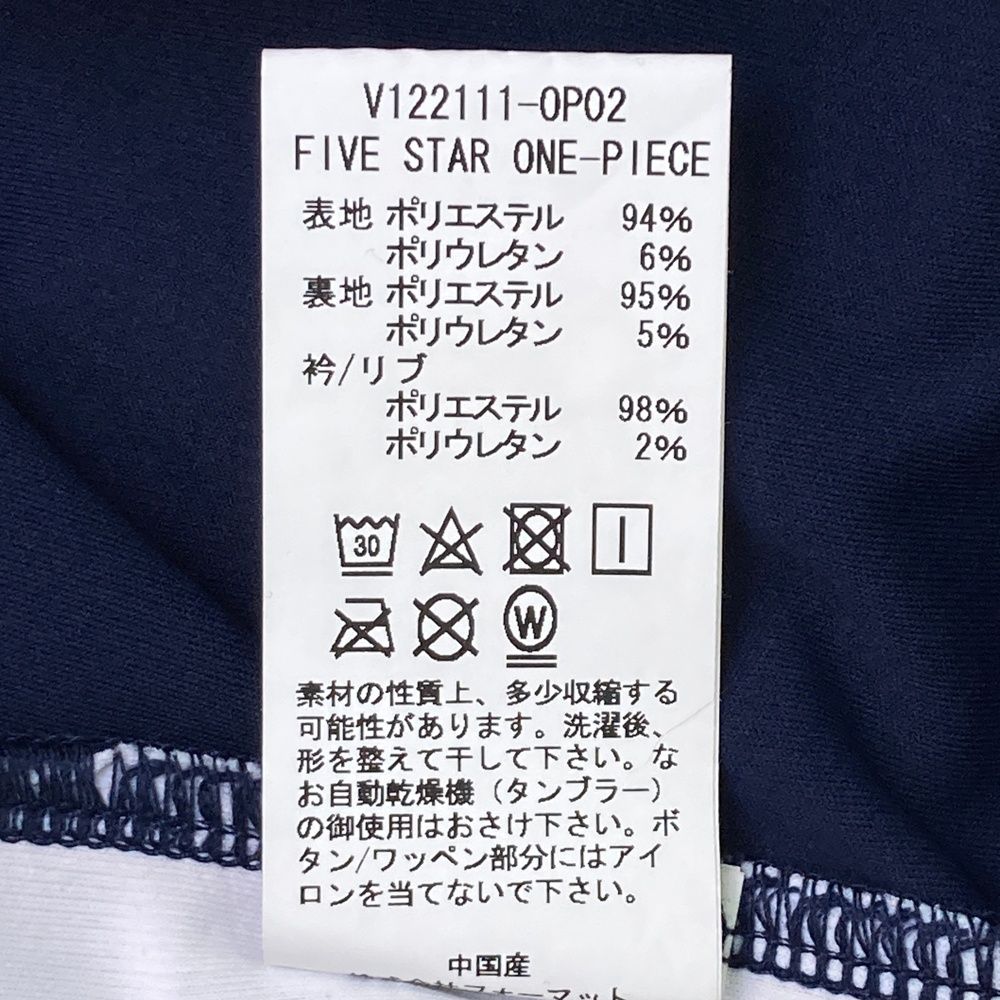 V122111-OP02
FIVE STAR ONE-PIECE
表地 ポリエステル 94%
ポリウレタン 6%
裏地 ポリエステル 95%
ポリウレタン 5%
衿/リブ
ポリエステル 98%
ポリウレタン 2%
30
W
素材の性質上、多少収縮する
可能性があります。洗濯後、
形を整えて干して下さい。な
お自動乾燥機（タンブラー）
の御使用はおさけ下さい。ボ
タン/ワッペン部分にはアイ
ロンを当てないで下さい。
中国産
フォーマット